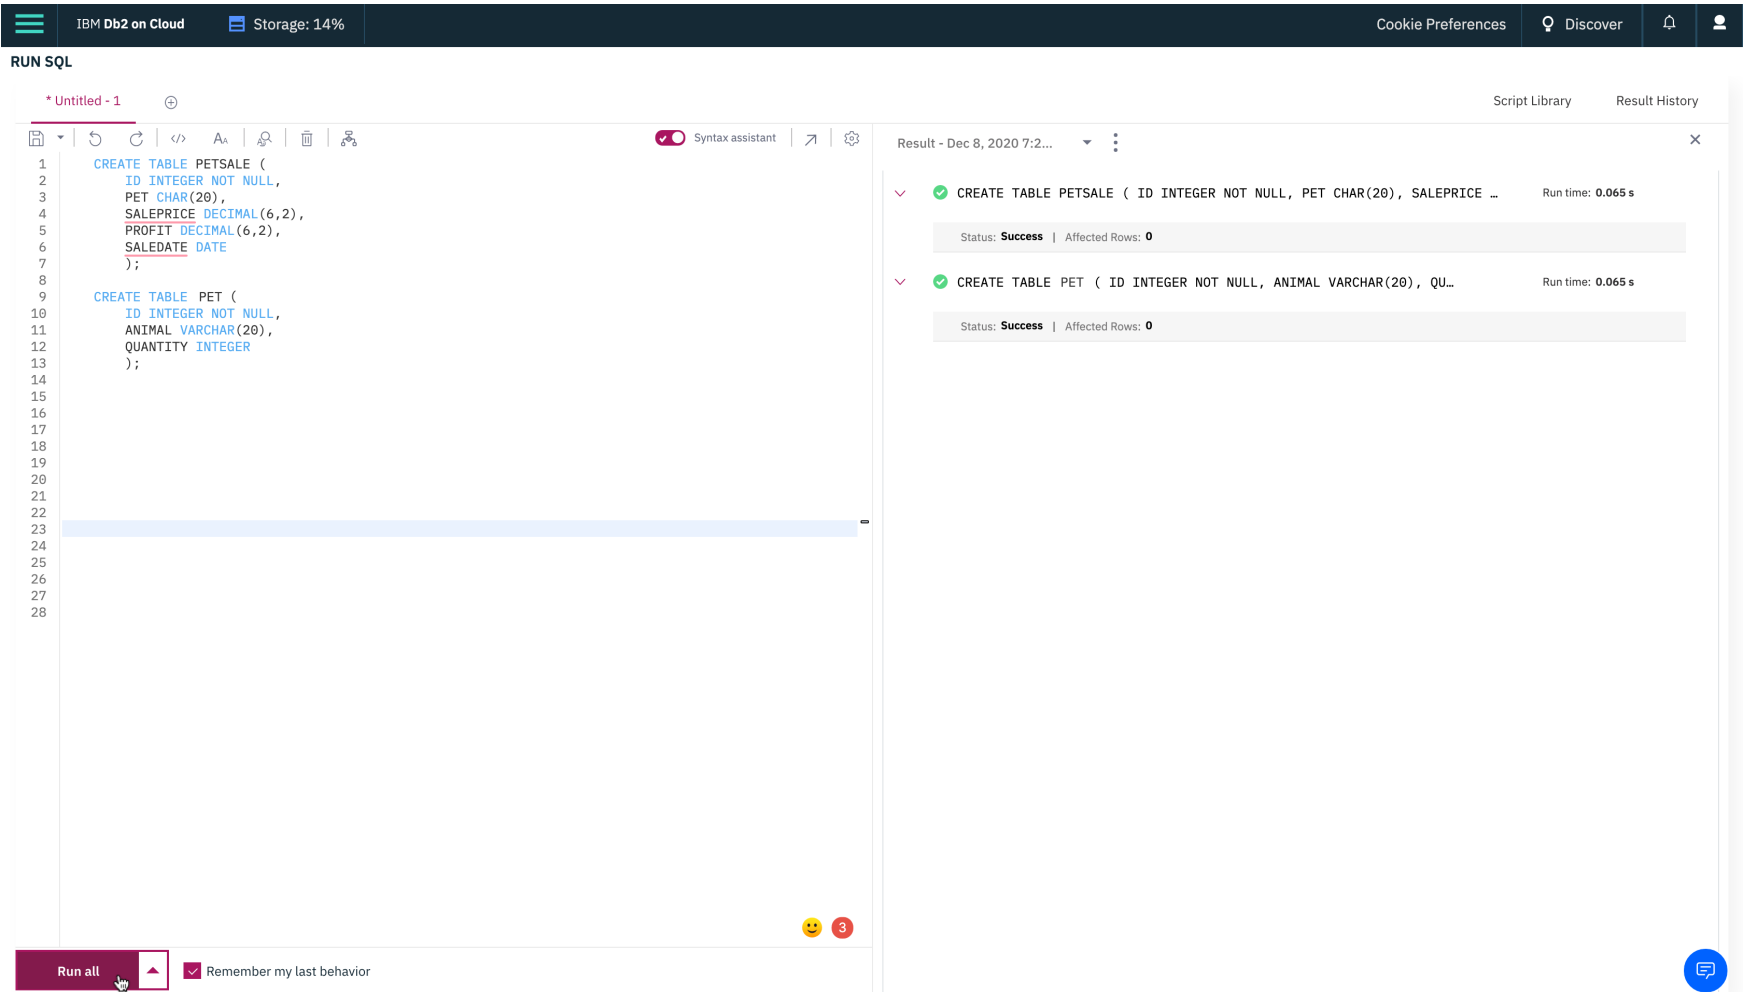 IBM Db2 on Cloud
Storage: 14%
Cookie Preferences
Discover
RUN SQL
* Untitled - 1
Script Library
Result History
Syntax assistant
1 CREATE TABLE PETSALE (
2 ID INTEGER NOT NULL,
3 PET CHAR(20),
4 SALEPRICE DECIMAL(6,2),
5 PROFIT DECIMAL(6,2),
6 SALEDATE DATE
7 );
8
9 CREATE TABLE PET (
10 ID INTEGER NOT NULL,
11 ANIMAL VARCHAR(20),
12 QUANTITY INTEGER
13 );
14
15
16
17
18
19
20
21
22
23
24
25
26
27
28
3
Run all
Remember my last behavior
Result - Dec 8, 2020 7:2...
CREATE TABLE PETSALE ( ID INTEGER NOT NULL, PET CHAR(20), SALEPRICE …
Run time: 0.065 s
Status: Success | Affected Rows: 0
CREATE TABLE PET ( ID INTEGER NOT NULL, ANIMAL VARCHAR(20), QU…
Run time: 0.065 s
Status: Success | Affected Rows: 0